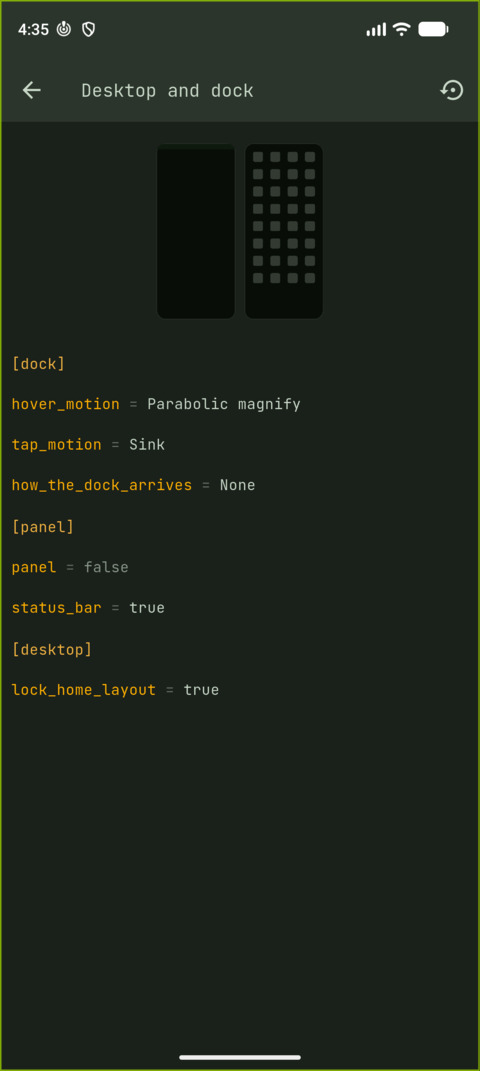 4:35
Desktop and dock
[dock]
hover_motion = Parabolic magnify
tap_motion = Sink
how_the_dock_arrives = None
[panel]
panel = false
status_bar = true
[desktop]
lock_home_layout = true